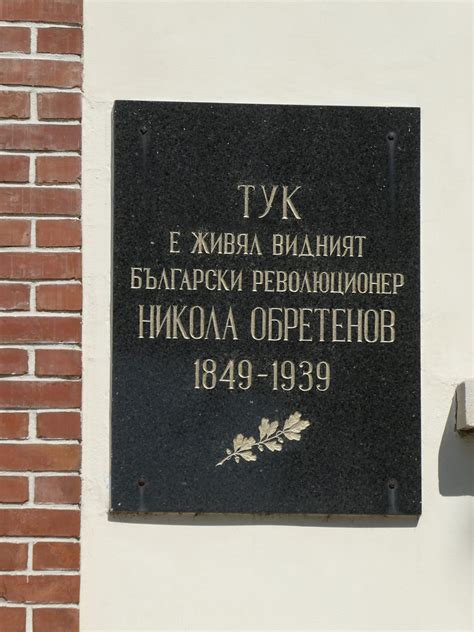 ТУК
Е ЖИВЯЛ ВИДНИЯТ
БЪЛГАРСКИ РЕВОЛЮЦИОНЕР
НИКОЛА ОБРЕТЕНОВ
1849-1939